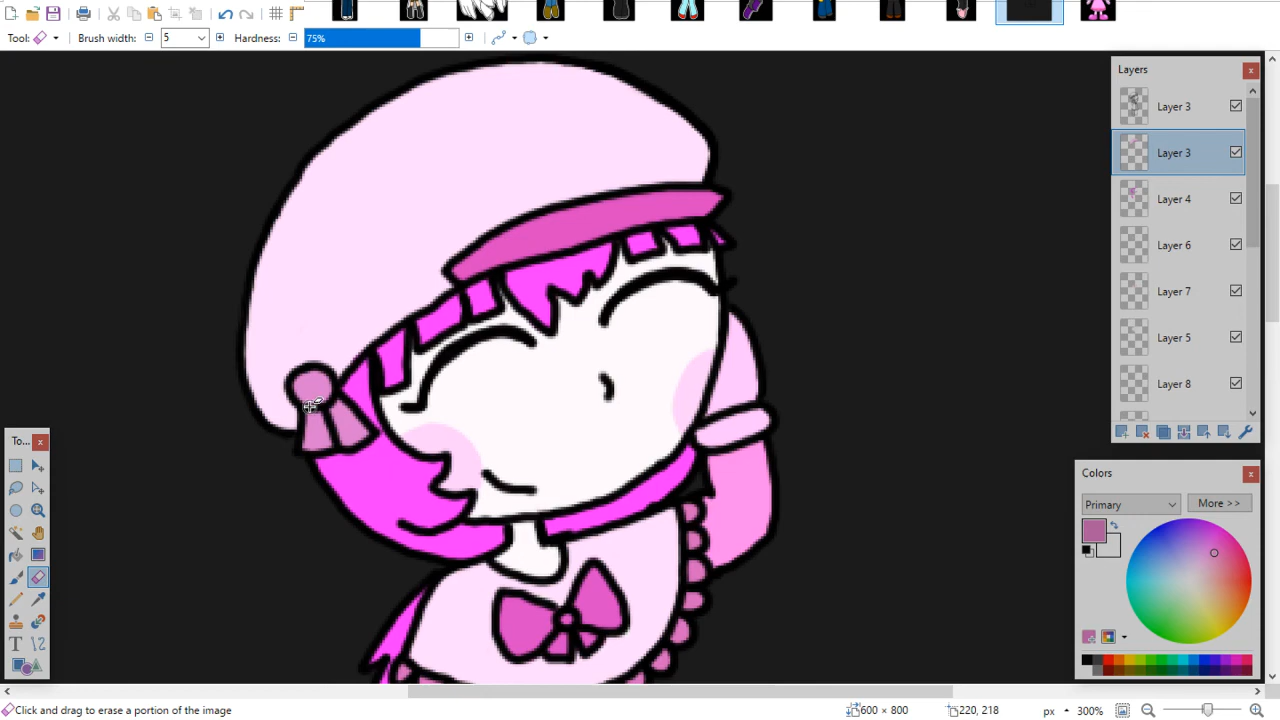 Tool:
Brush width: 5
Hardness: 75%
Layers
Layer 3
Layer 3
Layer 4
Layer 6
Layer 7
Layer 5
Layer 8
To...
Colors
Primary
More >>
Click and drag to erase a portion of the image
600 × 800
220, 218
px
300%